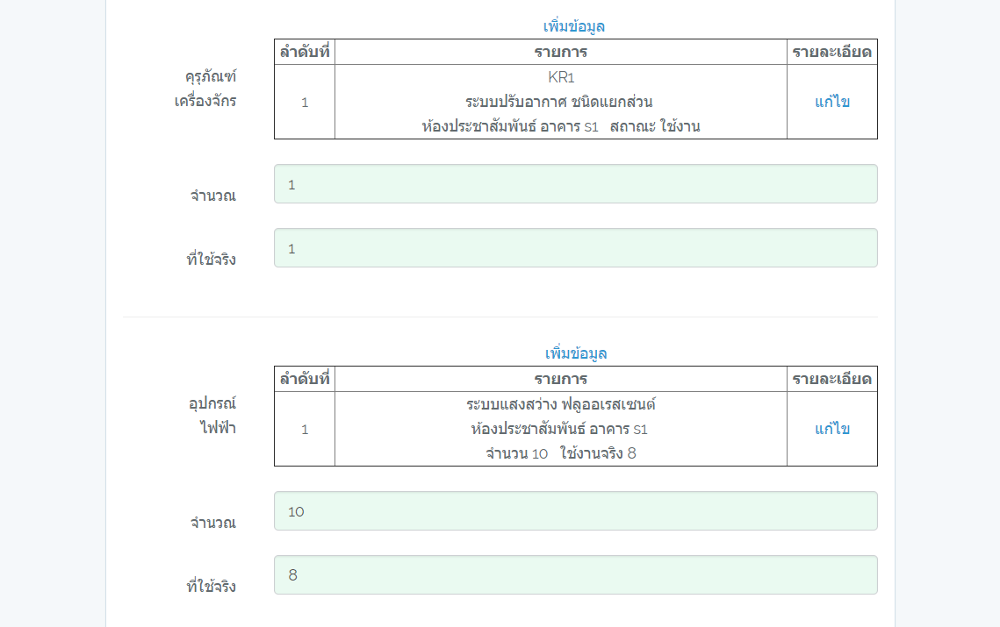 เพิ่มข้อมูล
ลำดับที่ รายการ รายละเอียด
คุรุภัณฑ์
เครื่องจักร
1
KR1
ระบบปรับอากาศ ชนิดแยกส่วน
ห้องประชาสัมพันธ์ อาคาร s1 สถาณะ ใช้งาน
แก้ไข
จำนวณ
1
ที่ใช้จริง
1
เพิ่มข้อมูล
ลำดับที่ รายการ รายละเอียด
อุปกรณ์
ไฟฟ้า
1
ระบบแสงสว่าง ฟลูออเรสเซนต์
ห้องประชาสัมพันธ์ อาคาร s1
จำนวน 10 ใช้งานจริง 8
แก้ไข
จำนวณ
10
ที่ใช้จริง
8